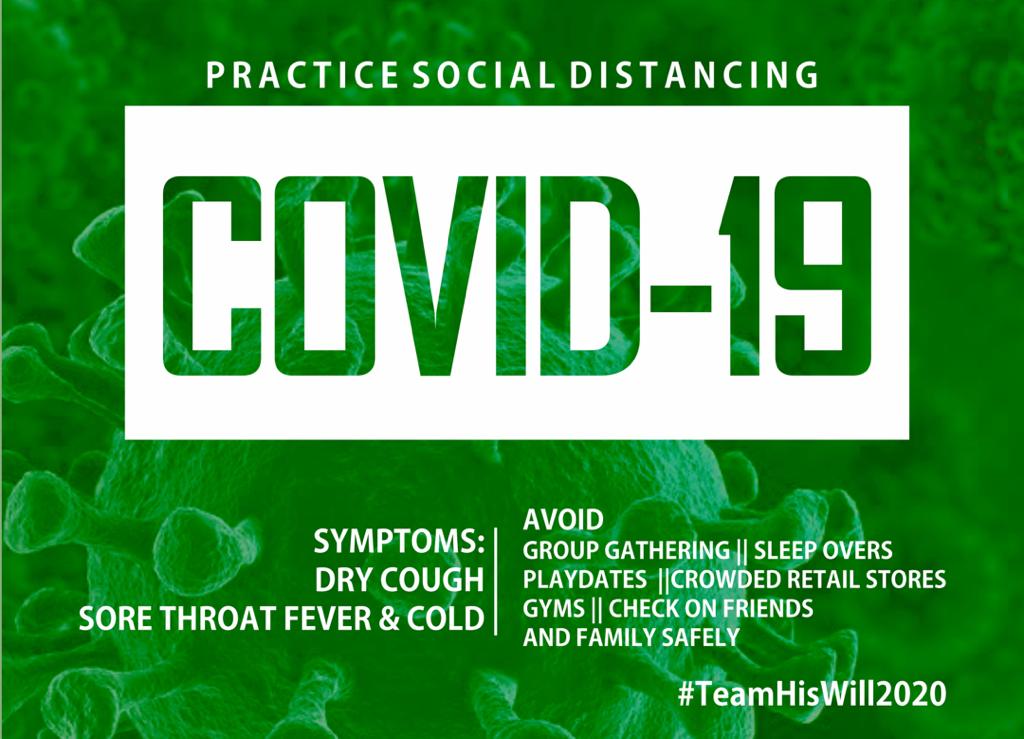 PRACTICE SOCIAL DISTANCING
COVID-19
SYMPTOMS:
DRY COUGH
SORE THROAT FEVER & COLD
AVOID
GROUP GATHERING || SLEEP OVERS
PLAYDATES ||CROWDED RETAIL STORES
GYMS || CHECK ON FRIENDS
AND FAMILY SAFELY
#TeamHisWill2020